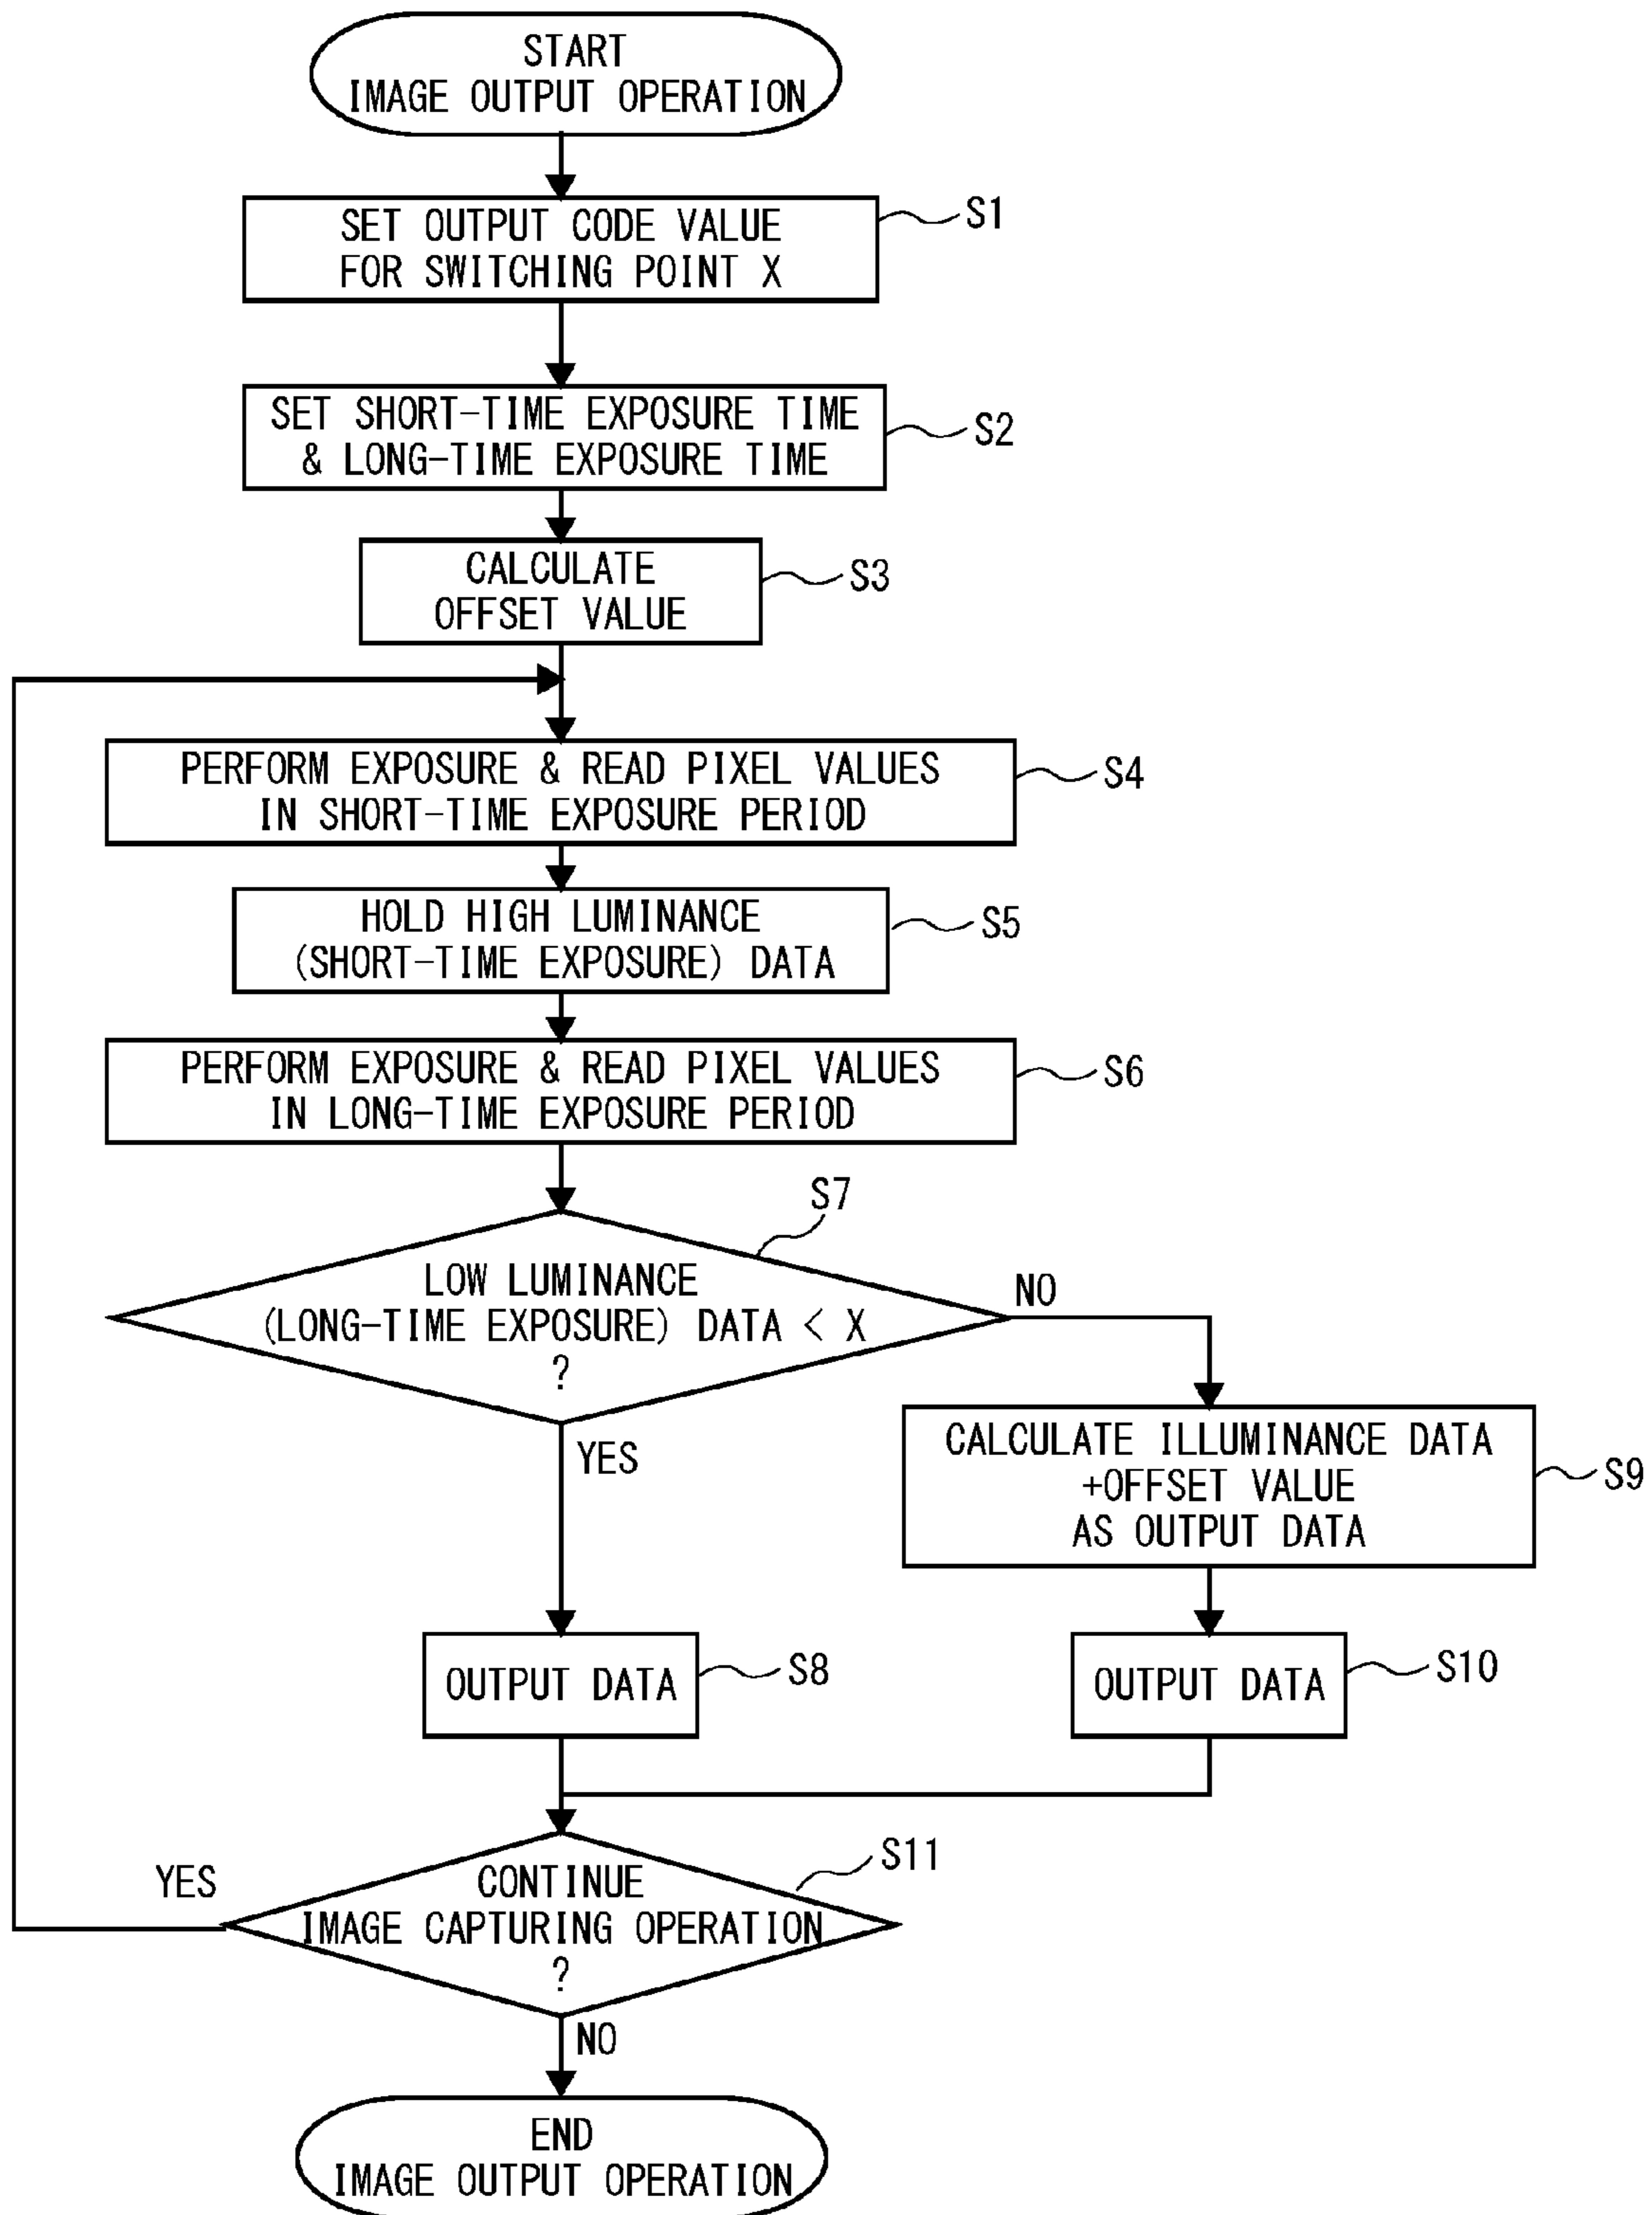 START
IMAGE OUTPUT OPERATION
SET OUTPUT CODE VALUE
FOR SWITCHING POINT X
S1
SET SHORT-TIME EXPOSURE TIME
& LONG-TIME EXPOSURE TIME
S2
CALCULATE
OFFSET VALUE
S3
PERFORM EXPOSURE & READ PIXEL VALUES
IN SHORT-TIME EXPOSURE PERIOD
S4
HOLD HIGH LUMINANCE
(SHORT-TIME EXPOSURE) DATA
S5
PERFORM EXPOSURE & READ PIXEL VALUES
IN LONG-TIME EXPOSURE PERIOD
S6
S7
LOW LUMINANCE
(LONG-TIME EXPOSURE) DATA < X
?
NO
YES
CALCULATE ILLUMINANCE DATA
+OFFSET VALUE
AS OUTPUT DATA
S9
OUTPUT DATA
S8
OUTPUT DATA
S10
S11
YES
CONTINUE
IMAGE CAPTURING OPERATION
?
NO
END
IMAGE OUTPUT OPERATION